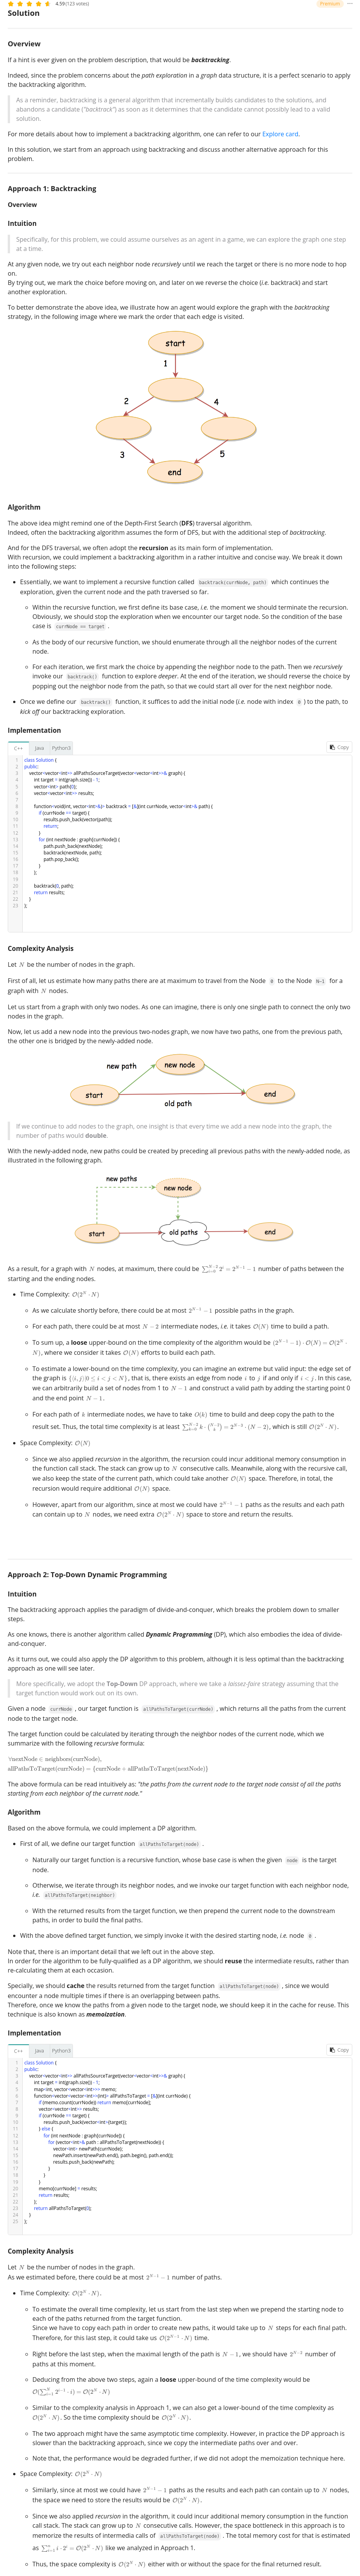 4.59 (123 votes)
Premium
Solution
Overview
If a hint is ever given on the problem description, that would be backtracking.
Indeed, since the problem concerns about the path exploration in a graph data structure, it is a perfect scenario to apply
the backtracking algorithm.
As a reminder, backtracking is a general algorithm that incrementally builds candidates to the solutions, and
abandons a candidate ("backtrack") as soon as it determines that the candidate cannot possibly lead to a valid
solution.
For more details about how to implement a backtracking algorithm, one can refer to our Explore card.
In this solution, we start from an approach using backtracking and discuss another alternative approach for this
problem.
Approach 1: Backtracking
Overview
Intuition
Specifically, for this problem, we could assume ourselves as an agent in a game, we can explore the graph one step
at a time.
At any given node, we try out each neighbor node recursively until we reach the target or there is no more node to hop
on.
By trying out, we mark the choice before moving on, and later on we reverse the choice (i.e. backtrack) and start
another exploration.
To better demonstrate the above idea, we illustrate how an agent would explore the graph with the backtracking
strategy, in the following image where we mark the order that each edge is visited.
start
1
2
4
3
5
end
Algorithm
The above idea might remind one of the Depth-First Search (DFS) traversal algorithm.
Indeed, often the backtracking algorithm assumes the form of DFS, but with the additional step of backtracking.
And for the DFS traversal, we often adopt the recursion as its main form of implementation.
With recursion, we could implement a backtracking algorithm in a rather intuitive and concise way. We break it down
into the following steps:
• Essentially, we want to implement a recursive function called backtrack(currNode, path) which continues the
exploration, given the current node and the path traversed so far.
◦ Within the recursive function, we first define its base case, i.e. the moment we should terminate the recursion.
Obviously, we should stop the exploration when we encounter our target node. So the condition of the base
case is currNode == target .
◦ As the body of our recursive function, we should enumerate through all the neighbor nodes of the current
node.
◦ For each iteration, we first mark the choice by appending the neighbor node to the path. Then we recursively
invoke our backtrack() function to explore deeper. At the end of the iteration, we should reverse the choice by
popping out the neighbor node from the path, so that we could start all over for the next neighbor node.
• Once we define our backtrack() function, it suffices to add the initial node (i.e. node with index 0 ) to the path, to
kick off our backtracking exploration.
Implementation
C++ Java Python3
Copy
1 class Solution {
2 public:
3 vector<vector<int>> allPathsSourceTarget(vector<vector<int>>& graph) {
4 int target = int(graph.size()) - 1;
5 vector<int> path{0};
6 vector<vector<int>> results;
7
8 function<void(int, vector<int>&)> backtrack = [&](int currNode, vector<int>& path) {
9 if (currNode == target) {
10 results.push_back(vector(path));
11 return;
12 }
13 for (int nextNode : graph[currNode]) {
14 path.push_back(nextNode);
15 backtrack(nextNode, path);
16 path.pop_back();
17 }
18 };
19
20 backtrack(0, path);
21 return results;
22 }
23 };
Complexity Analysis
Let N be the number of nodes in the graph.
First of all, let us estimate how many paths there are at maximum to travel from the Node 0 to the Node N-1 for a
graph with N nodes.
Let us start from a graph with only two nodes. As one can imagine, there is only one single path to connect the only two
nodes in the graph.
Now, let us add a new node into the previous two-nodes graph, we now have two paths, one from the previous path,
the other one is bridged by the newly-added node.
new path
new node
start
end
old path
If we continue to add nodes to the graph, one insight is that every time we add a new node into the graph, the
number of paths would double.
With the newly-added node, new paths could be created by preceding all previous paths with the newly-added node, as
illustrated in the following graph.
new paths
new node
start
old paths
end
As a result, for a graph with N nodes, at maximum, there could be ∑_{i=0}^{N-2} 2^i = 2^{N-1} − 1 number of paths between the
starting and the ending nodes.
• Time Complexity: O(2^N · N)
◦ As we calculate shortly before, there could be at most 2^{N-1} − 1 possible paths in the graph.
◦ For each path, there could be at most N − 2 intermediate nodes, i.e. it takes O(N) time to build a path.
◦ To sum up, a loose upper-bound on the time complexity of the algorithm would be (2^{N-1} − 1) · O(N) = O(2^N ·
N), where we consider it takes O(N) efforts to build each path.
◦ To estimate a lower-bound of the time complexity, you can imagine an extreme but valid input: the edge set of
the graph is {(i, j)|0 ≤ i < j < N}, that is, there exists an edge from node i to j if and only if i < j. In this case,
we can arbitrarily build a set of nodes from 1 to N − 1 and construct a valid path by adding the starting point 0
and the end point N − 1.
◦ For each path of k intermediate nodes, we have to take O(k) time to build and deep copy the path to the
• Space Complexity: O(N)
◦ Since we also applied recursion in the algorithm, the recursion could incur additional memory consumption in
the function call stack. The stack can grow up to N consecutive calls. Meanwhile, along with the recursive call,
we also keep the state of the current path, which could take another O(N) space. Therefore, in total, the
recursion would require additional O(N) space.
◦ However, apart from our algorithm, since at most we could have 2^{N-1} − 1 paths as the results and each path
can contain up to N nodes, we need extra O(2^N · N) space to store and return the results.
Approach 2: Top-Down Dynamic Programming
Intuition
The backtracking approach applies the paradigm of divide-and-conquer, which breaks the problem down to smaller
steps.
As one knows, there is another algorithm called Dynamic Programming (DP), which also embodies the idea of divide-
and-conquer.
As it turns out, we could also apply the DP algorithm to this problem, although it is less optimal than the backtracking
approach as one will see later.
More specifically, we adopt the Top-Down DP approach, where we take a laissez-faire strategy assuming that the
target function would work out on its own.
Given a node currNode , our target function is allPathsToTarget(currNode) , which returns all the paths from the current
node to the target node.
The target function could be calculated by iterating through the neighbor nodes of the current node, which we
summarize with the following recursive formula:
∀nextNode ∈ neighbors(currNode),
allPathsToTarget(currNode) = {currNode + allPathsToTarget(nextNode)}
The above formula can be read intuitively as: "the paths from the current node to the target node consist of all the paths
starting from each neighbor of the current node."
Algorithm
Based on the above formula, we could implement a DP algorithm.
• First of all, we define our target function allPathsToTarget(node) .
◦ Naturally our target function is a recursive function, whose base case is when the given node is the target
node.
◦ Otherwise, we iterate through its neighbor nodes, and we invoke our target function with each neighbor node,
i.e. allPathsToTarget(neighbor)
◦ With the returned results from the target function, we then prepend the current node to the downstream
paths, in order to build the final paths.
• With the above defined target function, we simply invoke it with the desired starting node, i.e. node 0 .
Note that, there is an important detail that we left out in the above step.
In order for the algorithm to be fully-qualified as a DP algorithm, we should reuse the intermediate results, rather than
re-calculating them at each occasion.
Specially, we should cache the results returned from the target function allPathsToTarget(node) , since we would
encounter a node multiple times if there is an overlapping between paths.
Therefore, once we know the paths from a given node to the target node, we should keep it in the cache for reuse. This
technique is also known as memoization.
Implementation
C++ Java Python3
Copy
1 class Solution {
2 public:
3 vector<vector<int>> allPathsSourceTarget(vector<vector<int>>& graph) {
4 int target = int(graph.size()) - 1;
5 map<int, vector<vector<int>>> memo;
6 function<vector<vector<int>>(int)> allPathsToTarget = [&](int currNode) {
7 if (memo.count(currNode)) return memo[currNode];
8 vector<vector<int>> results;
9 if (currNode == target) {
10 results.push_back(vector<int>{target});
11 } else {
12 for (int nextNode : graph[currNode]) {
13 for (vector<int>& path : allPathsToTarget(nextNode)) {
14 vector<int> newPath{currNode};
15 newPath.insert(newPath.end(), path.begin(), path.end());
16 results.push_back(newPath);
17 }
18 }
19 }
20 memo[currNode] = results;
21 return results;
22 };
23 return allPathsToTarget(0);
24 }
25 };
Complexity Analysis
Let N be the number of nodes in the graph.
As we estimated before, there could be at most 2^{N-1} − 1 number of paths.
• Time Complexity: O(2^N · N).
◦ To estimate the overall time complexity, let us start from the last step when we prepend the starting node to
each of the paths returned from the target function.
Since we have to copy each path in order to create new paths, it would take up to N steps for each final path.
Therefore, for this last step, it could take us O(2^{N-1} · N) time.
◦ Right before the last step, when the maximal length of the path is N − 1, we should have 2^{N-2} number of
paths at this moment.
◦ Deducing from the above two steps, again a loose upper-bound of the time complexity would be
O(∑_{i=1}^{N} 2^{i-1} · i) = O(2^N · N)
◦ Similar to the complexity analysis in Approach 1, we can also get a lower-bound of the time complexity as
O(2^N · N). So the time complexity should be O(2^N · N).
◦ The two approach might have the same asymptotic time complexity. However, in practice the DP approach is
slower than the backtracking approach, since we copy the intermediate paths over and over.
◦ Note that, the performance would be degraded further, if we did not adopt the memoization technique here.
• Space Complexity: O(2^N · N)
◦ Similarly, since at most we could have 2^{N-1} − 1 paths as the results and each path can contain up to N nodes,
the space we need to store the results would be O(2^N · N).
◦ Since we also applied recursion in the algorithm, it could incur additional memory consumption in the function
call stack. The stack can grow up to N consecutive calls. However, the space bottleneck in this approach is to
memorize the results of intermedia calls of allPathsToTarget(node) . The total memory cost for that is estimated
◦ Thus, the space complexity is O(2^N · N) either with or without the space for the final returned result.